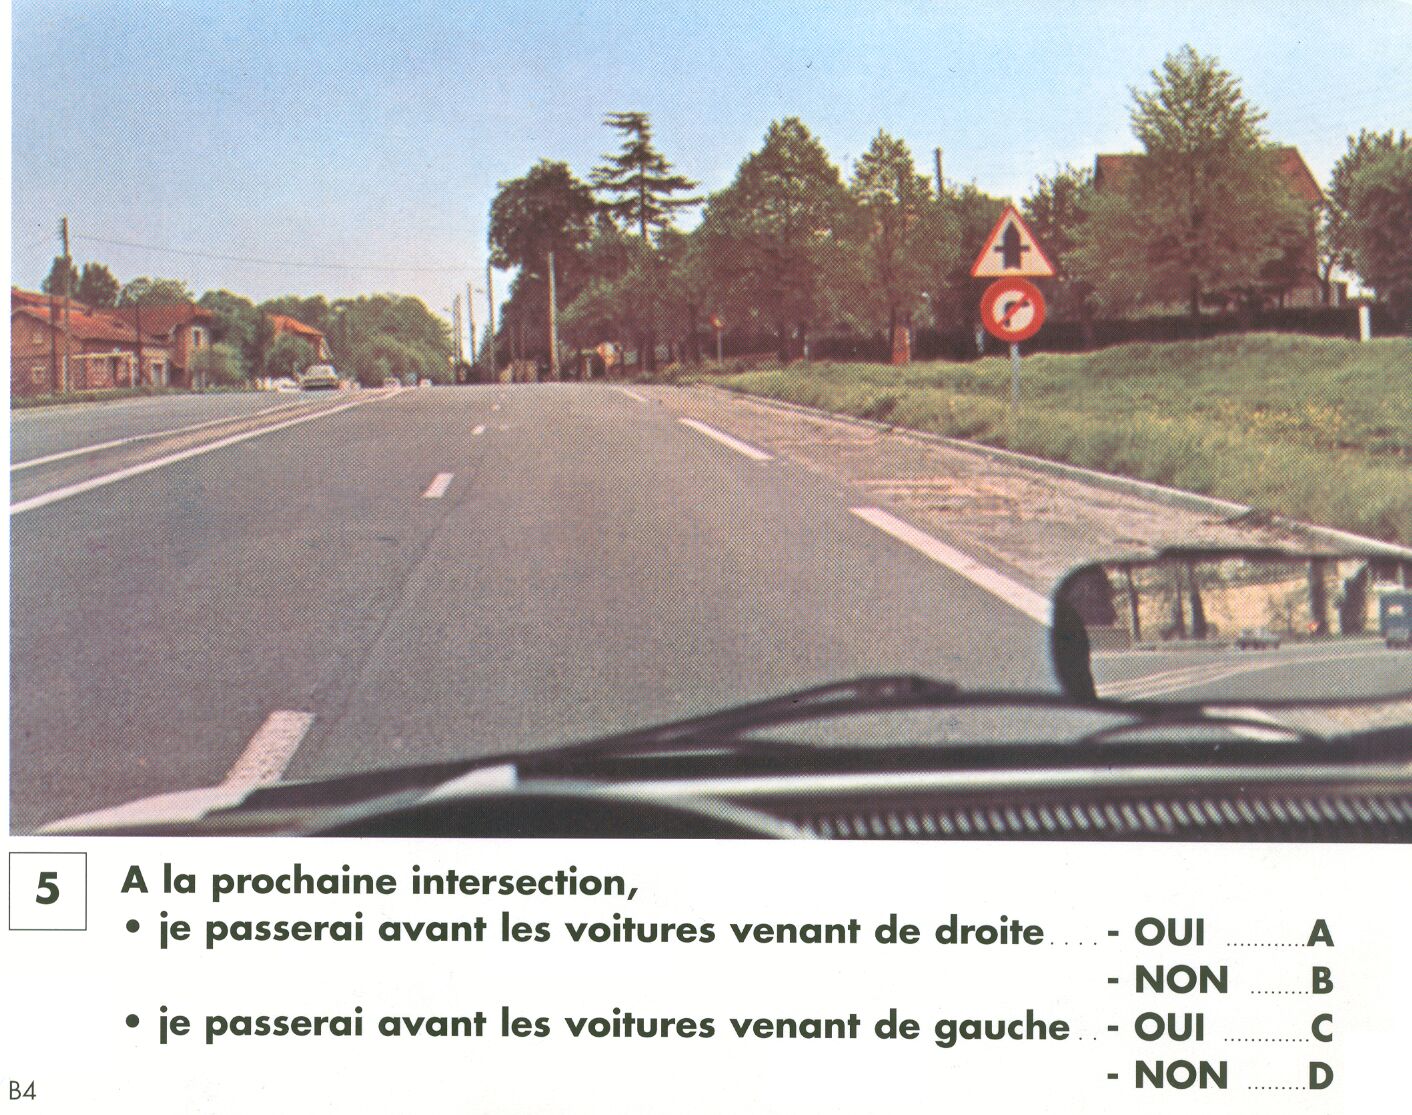 5
A la prochaine intersection,
• je passerai avant les voitures venant de droite .... - OUI ............ A
- NON ......... B
• je passerai avant les voitures venant de gauche .. - OUI ............ C
- NON ......... D
B4